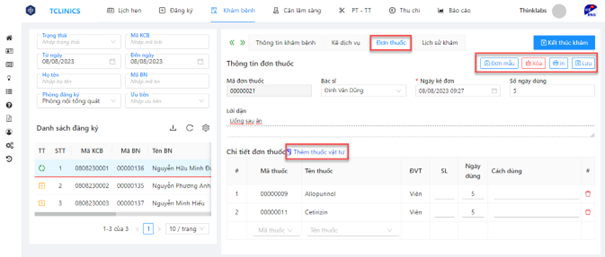 TCLINICS
Lịch hẹn
Đăng ký
Khám bệnh
Cận lâm sàng
PT - TT
Thu chi
Báo cáo
Thinklabs
Trạng thái
Nhập trạng thái
Mã KCB
Nhập mã kcb
Từ ngày
08/08/2023
Đến ngày
08/08/2023
Họ tên
Nhập họ tên
Mã BN
Nhập mã BN
Phòng đăng ký
Phòng nội tổng quát
Ưu tiên
Nhập ưu tiên
Danh sách đăng ký
TT STT Mã KCB Mã BN Tên BN
1 0808230001 00000136 Nguyễn Hữu Minh
2 0808230002 00000135 Nguyễn Phương Anh
3 0808230003 00000137 Nguyễn Minh Hiếu
1-3 của 3 < 1 > 10 / trang
Thông tin khám bệnh
Kê dịch vụ
Đơn thuốc
Lịch sử khám
Kết thúc khám
Thông tin đơn thuốc
Đơn mẫu
Xóa
In
Lưu
Mã đơn thuốc
00000021
Bác sĩ
Đinh Văn Dũng
* Ngày kê đơn
08/08/2023 09:27
Số ngày dùng
5
Lời dặn
Uống sau ăn
Chi tiết đơn thuốc
Thêm thuốc vật tư
# Mã thuốc Tên thuốc ĐVT SL Ngày dùng Cách dùng #
1 00000009 Allopunnol Viên 5
2 00000011 Cetirizin Viên 5
Mã thuốc
Tên thuốc